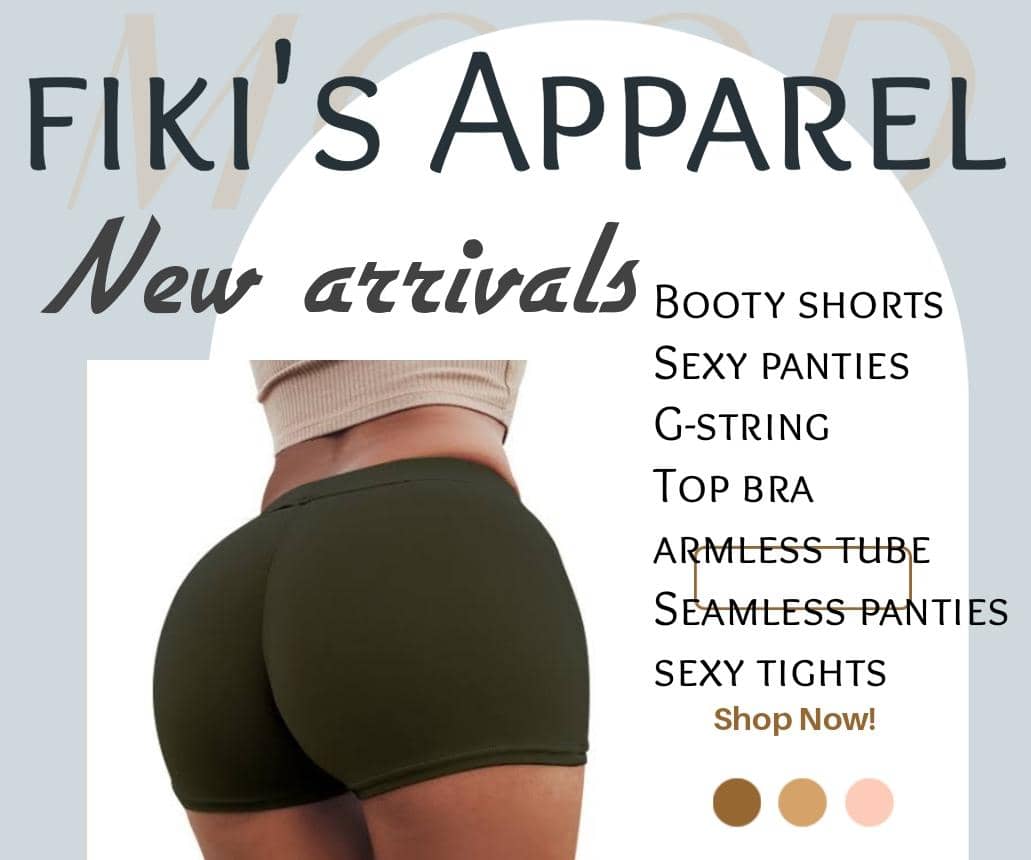 MOOD
FIKI'S APPAREL
New arrivals
BOOTY SHORTS
SEXY PANTIES
G-STRING
TOP BRA
ARMLESS TUBE
SEAMLESS PANTIES
SEXY TIGHTS
Shop Now!